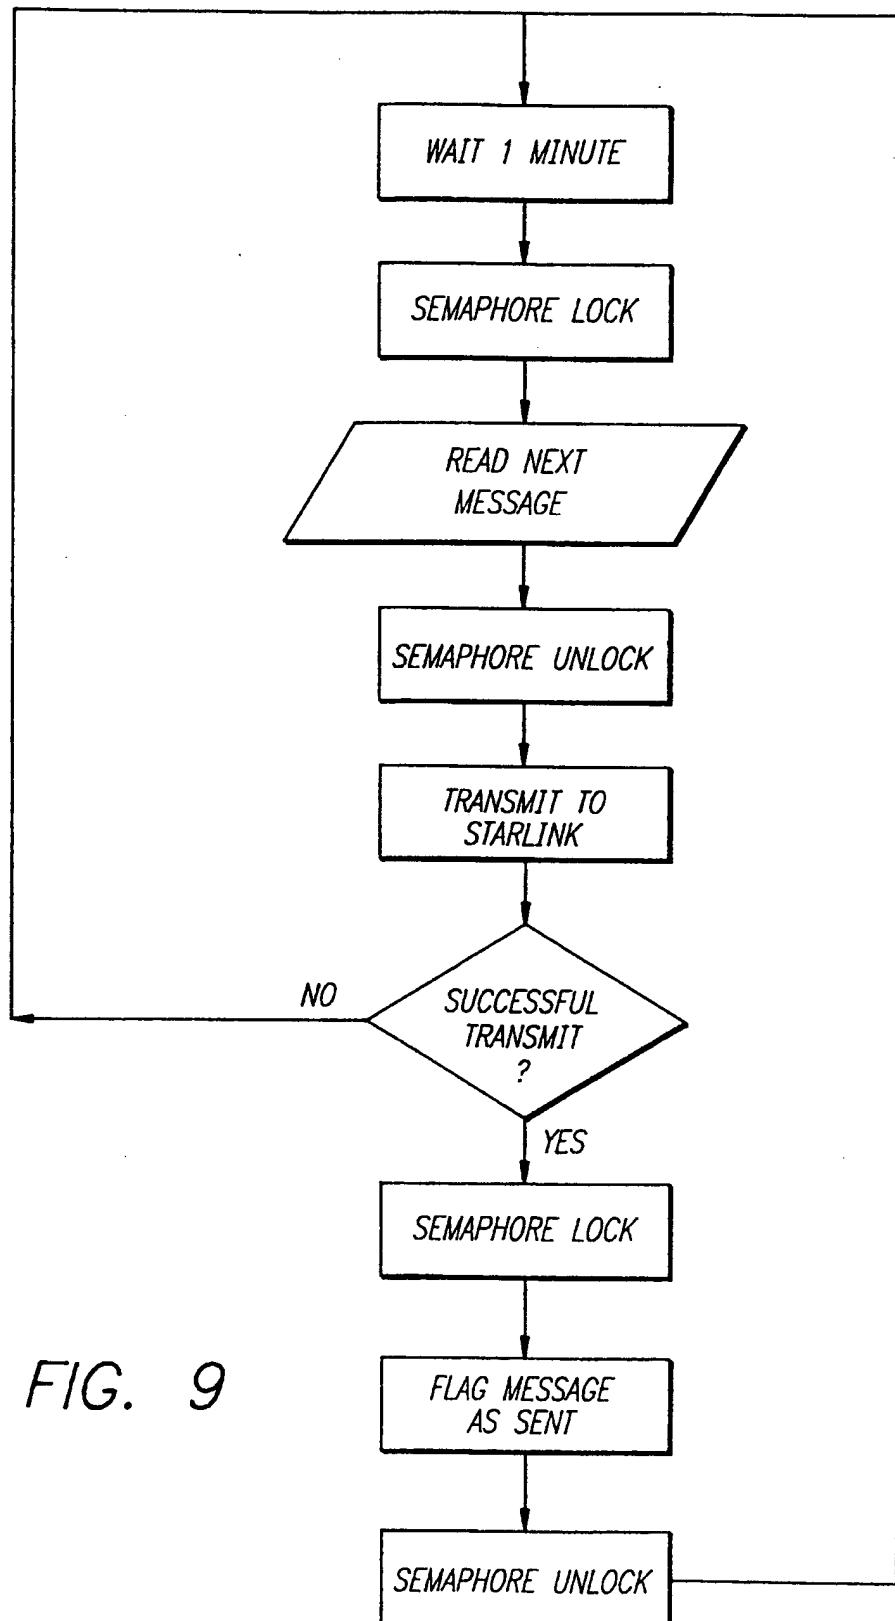 WAIT 1 MINUTE
SEMAPHORE LOCK
READ NEXT
MESSAGE
SEMAPHORE UNLOCK
TRANSMIT TO
STARLINK
SUCCESSFUL
TRANSMIT
?
NO
YES
SEMAPHORE LOCK
FLAG MESSAGE
AS SENT
SEMAPHORE UNLOCK
FIG. 9